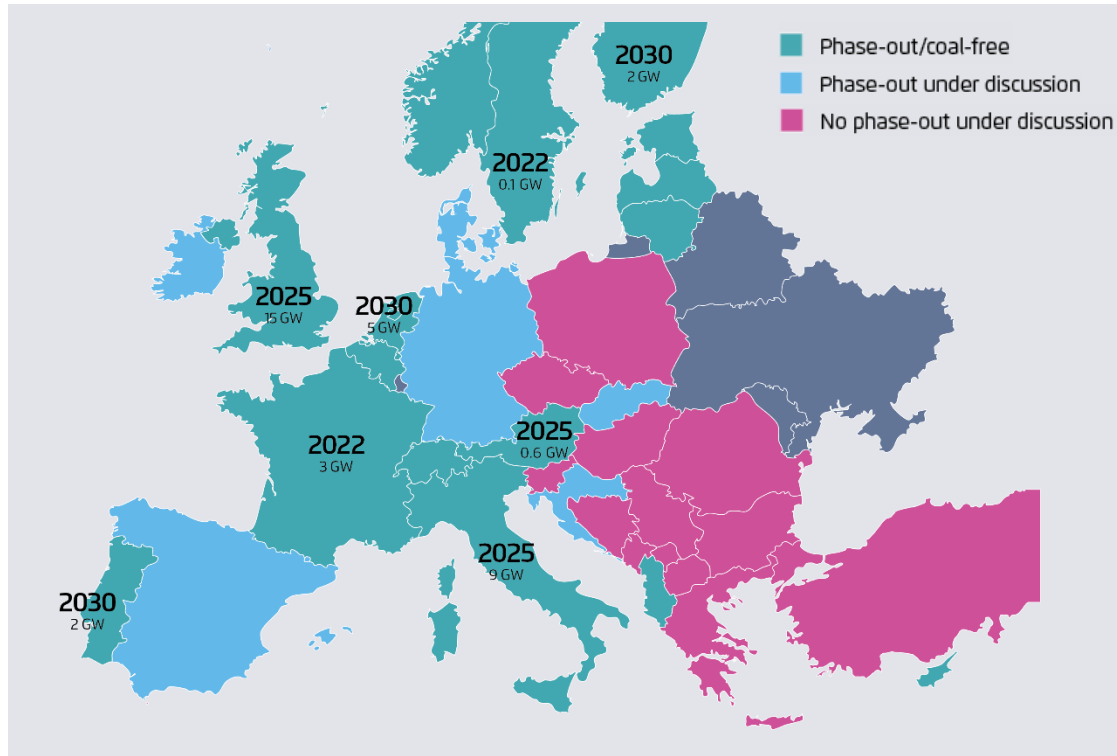 Phase-out/coal-free
Phase-out under discussion
No phase-out under discussion
2030
2 GW
2022
0.1 GW
2025
15 GW
2030
5 GW
2025
0.6 GW
2022
3 GW
2025
9 GW
2030
2 GW